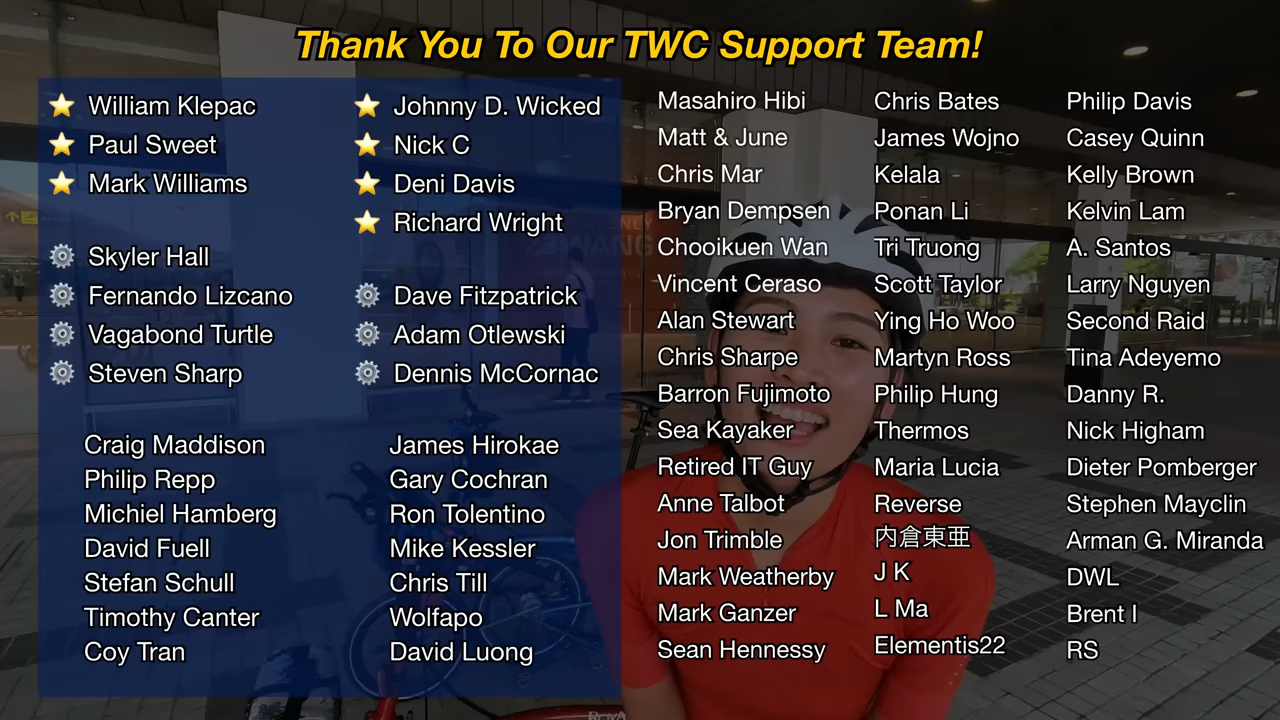 Thank You To Our TWC Support Team!
William Klepac
Paul Sweet
Mark Williams
Johnny D. Wicked
Nick C
Deni Davis
Richard Wright
Skyler Hall
Fernando Lizcano
Vagabond Turtle
Steven Sharp
Dave Fitzpatrick
Adam Otlewski
Dennis McCornac
Craig Maddison
Philip Repp
Michiel Hamberg
David Fuell
Stefan Schull
Timothy Canter
Coy Tran
James Hirokae
Gary Cochran
Ron Tolentino
Mike Kessler
Chris Till
Wolfapo
David Luong
Masahiro Hibi
Matt & June
Chris Mar
Bryan Dempsen
Chooikuen Wan
Vincent Ceraso
Alan Stewart
Chris Sharpe
Barron Fujimoto
Sea Kayaker
Retired IT Guy
Anne Talbot
Jon Trimble
Mark Weatherby
Mark Ganzer
Sean Hennessy
Chris Bates
James Wojno
Kelala
Ponan Li
Tri Truong
Scott Taylor
Ying Ho Woo
Martyn Ross
Philip Hung
Thermos
Maria Lucia
Reverse
内倉東亜
J K
L Ma
Elementis22
Philip Davis
Casey Quinn
Kelly Brown
Kelvin Lam
A. Santos
Larry Nguyen
Second Raid
Tina Adeyemo
Danny R.
Nick Higham
Dieter Pomberger
Stephen Mayclin
Arman G. Miranda
DWL
Brent I
RS